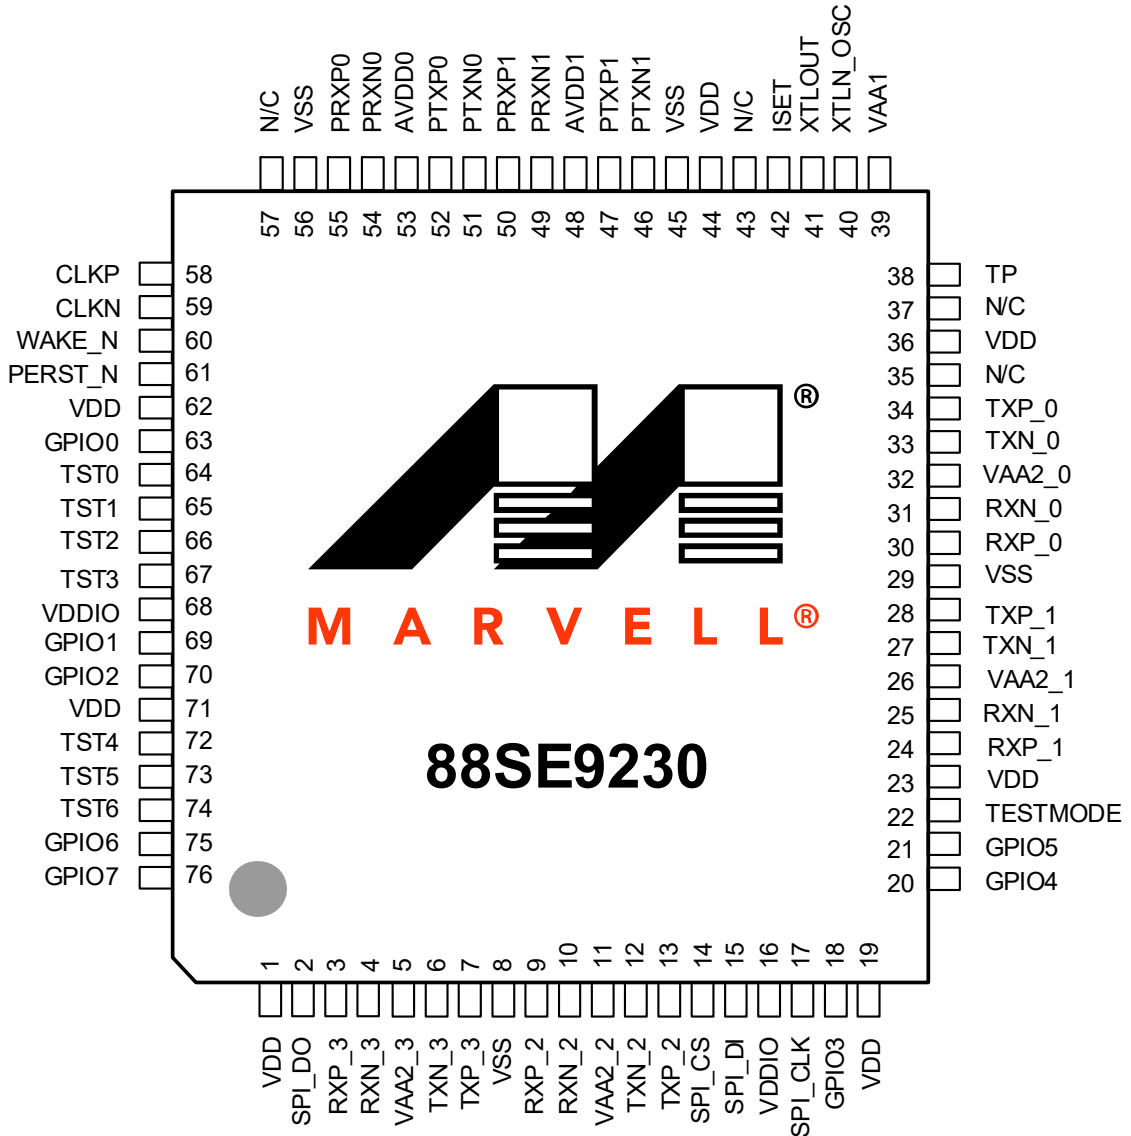 N/C VSS PRXP0 PRXN0 AVDD0 PTXP0 PTXN0 PRXP1 PRXN1 AVDD1 PTXP1 PTXN1 VSS VDD N/C ISET XTLOUT XTLN_OSC VAA1
57 56 55 54 53 52 51 50 49 48 47 46 45 44 43 42 41 40 39
CLKP 58
CLKN 59
WAKE_N 60
PERST_N 61
VDD 62
GPIO0 63
TST0 64
TST1 65
TST2 66
TST3 67
VDDIO 68
GPIO1 69
GPIO2 70
VDD 71
TST4 72
TST5 73
TST6 74
GPIO6 75
GPIO7 76
38 TP
37 N/C
36 VDD
35 N/C
34 TXP_0
33 TXN_0
32 VAA2_0
31 RXN_0
30 RXP_0
29 VSS
28 TXP_1
27 TXN_1
26 VAA2_1
25 RXN_1
24 RXP_1
23 VDD
22 TESTMODE
21 GPIO5
20 GPIO4
®
MARVELL®
88SE9230
1 2 3 4 5 6 7 8 9 10 11 12 13 14 15 16 17 18 19
VDD SPI_DO RXP_3 RXN_3 VAA2_3 TXN_3 TXP_3 VSS RXP_2 RXN_2 VAA2_2 TXN_2 TXP_2 SPI_CS SPI_DI VDDIO SPI_CLK GPIO3 VDD